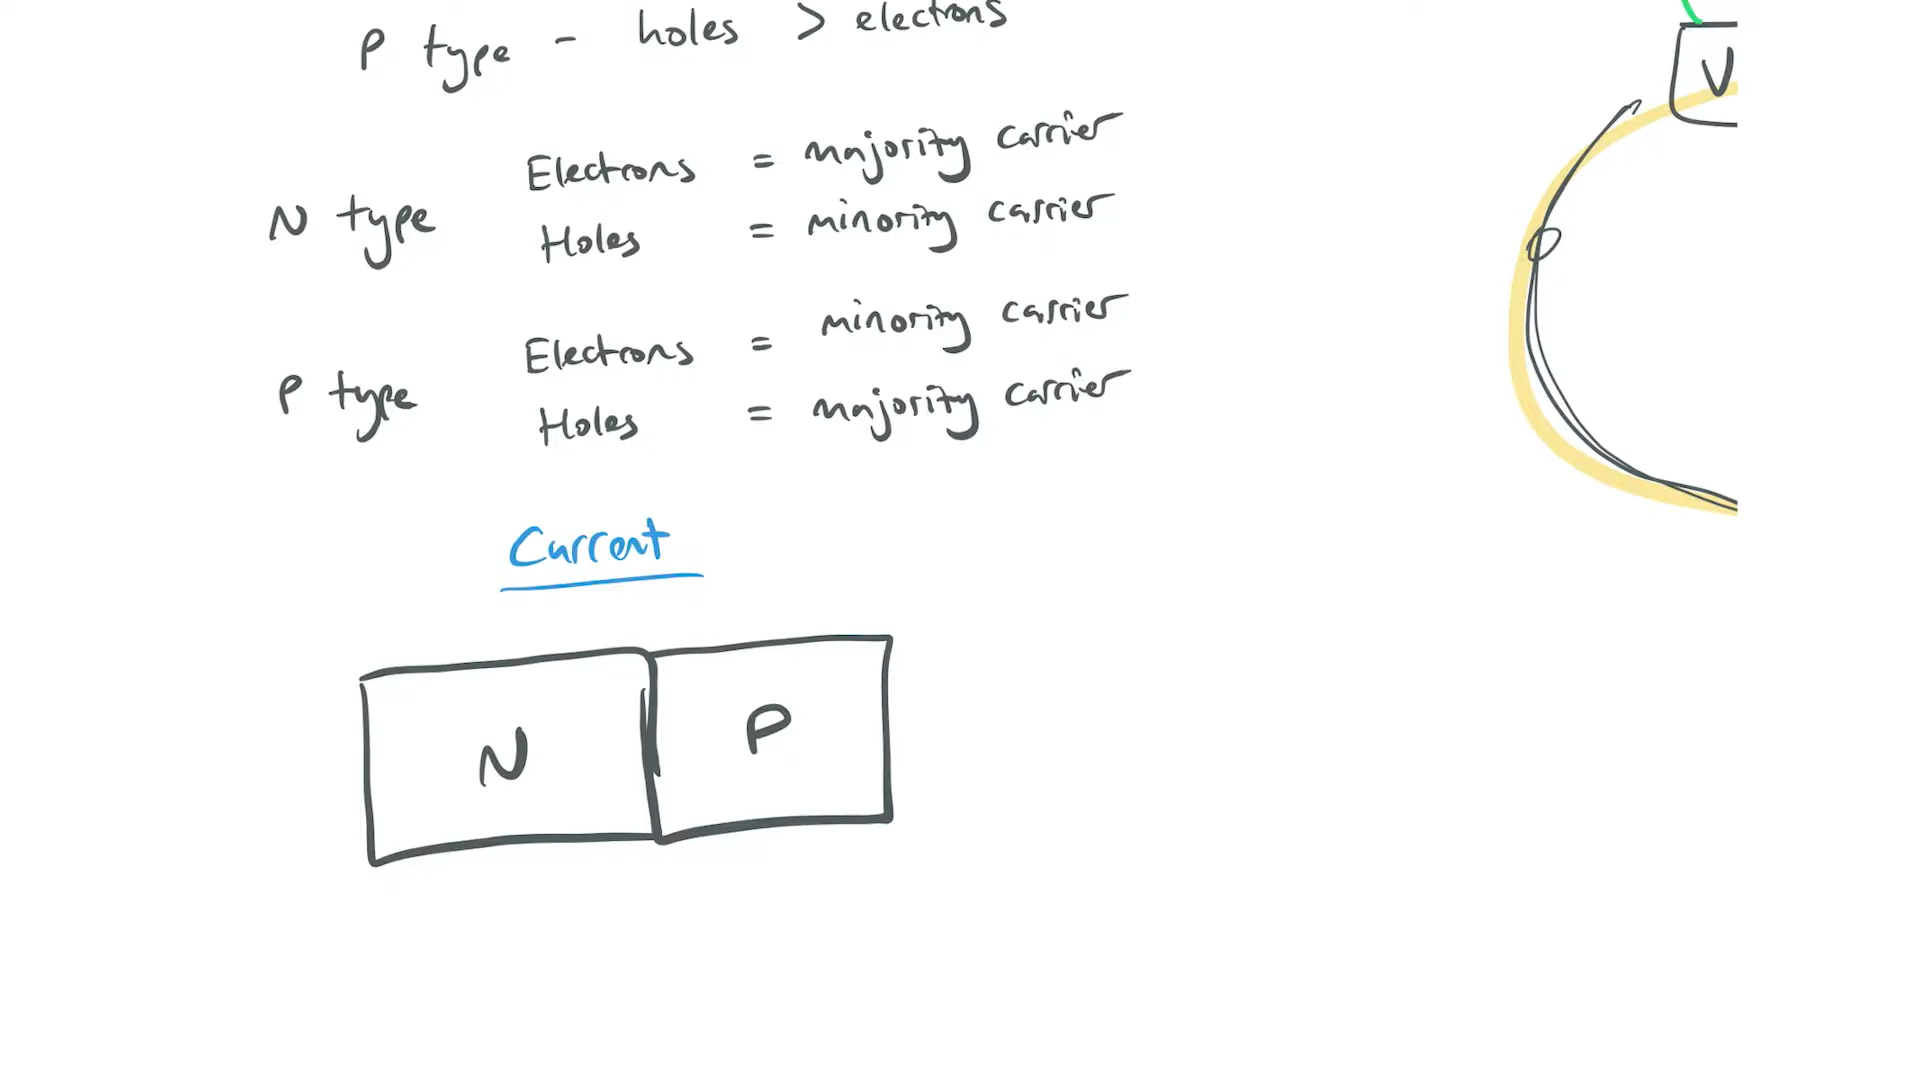 P type - holes > electrons
V
N type
Electrons = majority carrier
Holes = minority carrier
P type
Electrons = minority carrier
Holes = majority carrier
Current
N
P